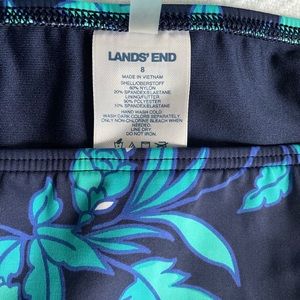 LANDS' END
8
MADE IN VIETNAM
SHELL/OBERSTOFF
80% NYLON
20% SPANDEX/ELASTANE
LINING/FUTTER
90% POLYESTER
10% SPANDEX/ELASTANE
HAND WASH COLD
WASH DARK COLORS SEPARATELY
ONLY NON-CHLORINE BLEACH WHEN
NEEDED
LINE DRY
DO NOT IRON.